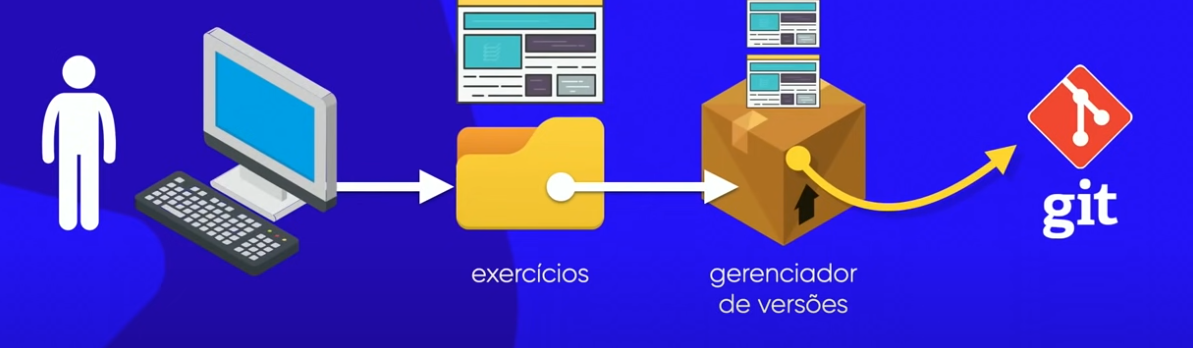 exercícios
gerenciador
de versões
git